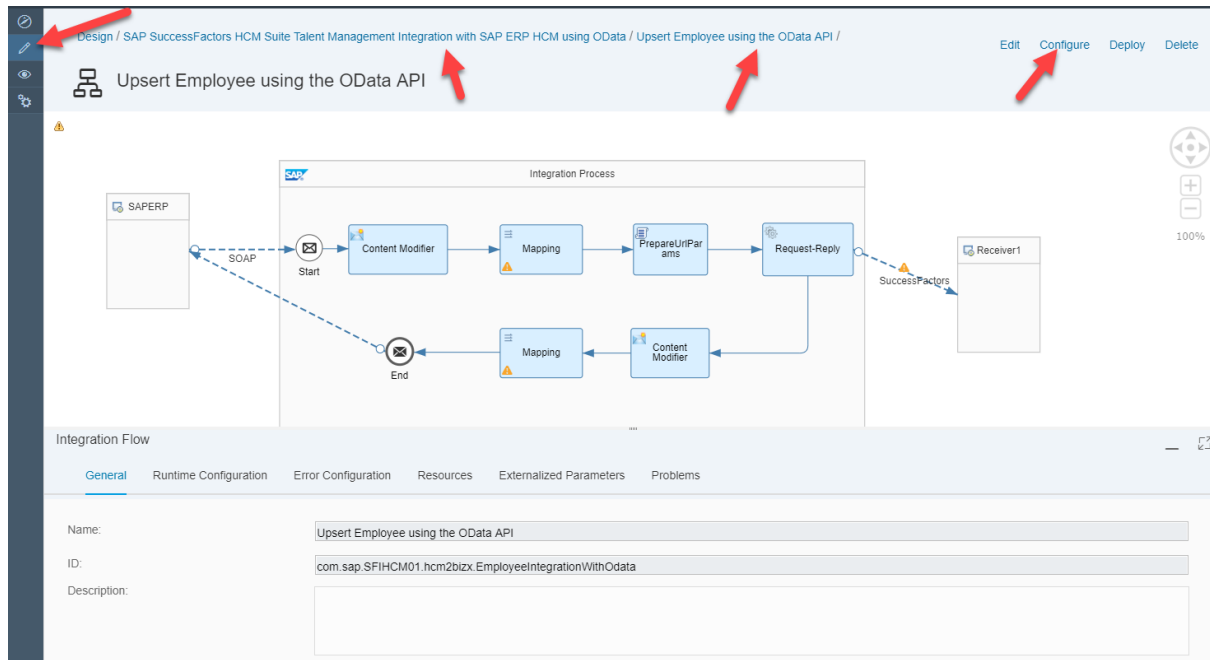 Design / SAP SuccessFactors HCM Suite Talent Management Integration with SAP ERP HCM using OData / Upsert Employee using the OData API /
Edit Configure Deploy Delete
Upsert Employee using the OData API
SAP
Integration Process
SAPERP
SOAP
Start
Content Modifier
Mapping
PrepareUrlPar
ams
Request-Reply
SuccessFactors
Receiver1
100%
End
Mapping
Content
Modifier
Integration Flow
General Runtime Configuration Error Configuration Resources Externalized Parameters Problems
Name: Upsert Employee using the OData API
ID: com.sap.SFIHCM01.hcm2bizx.EmployeeIntegrationWithOdata
Description: